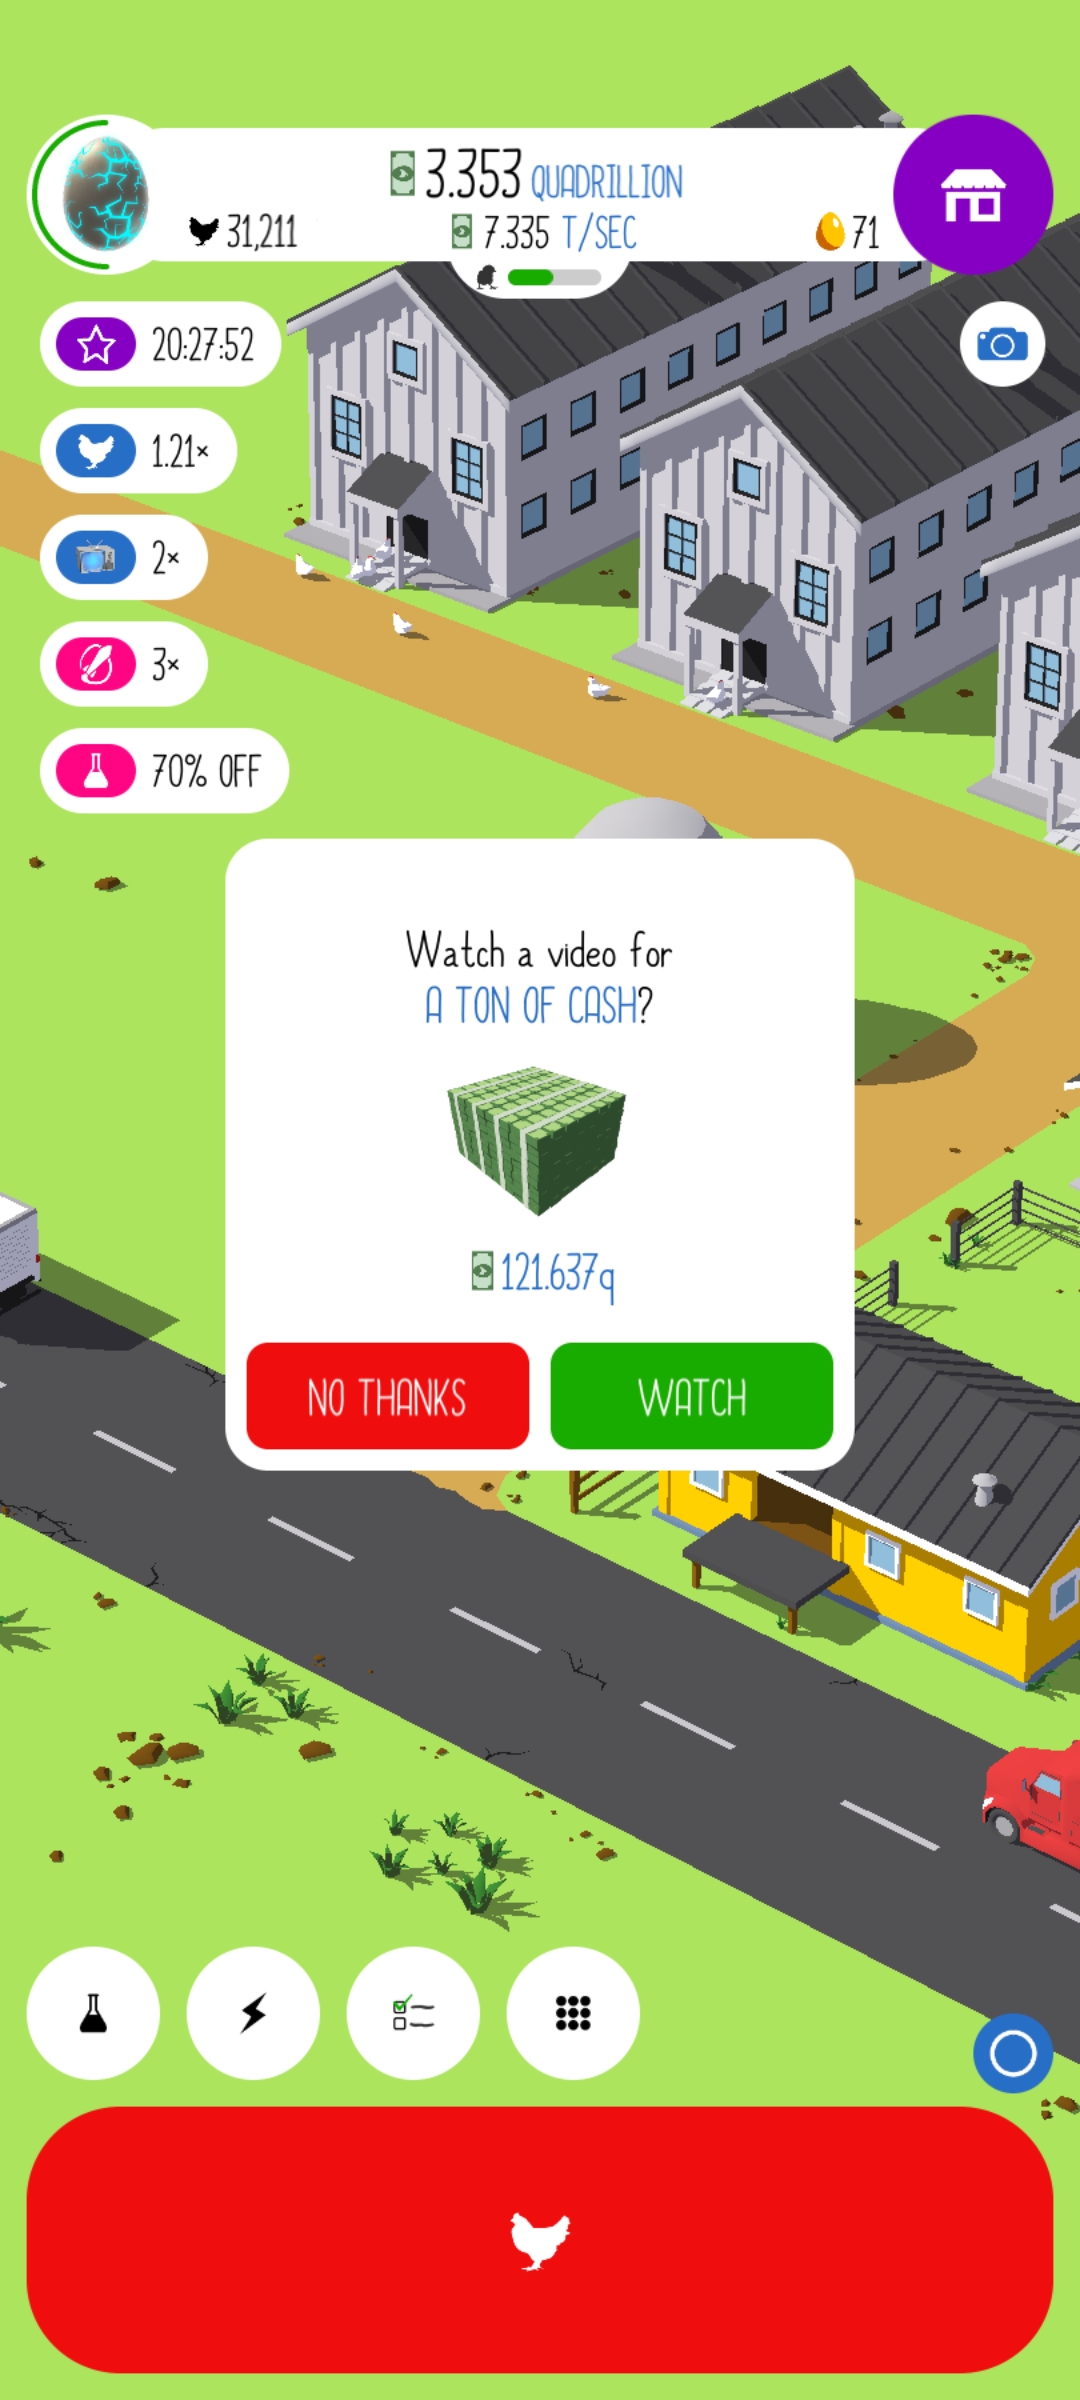 3.353 QUADRILLION
31,211
7.335 T/SEC
71
20:27:52
1.21×
2×
3×
70% OFF
Watch a video for
A TON OF CASH?
121.637q
NO THANKS
WATCH